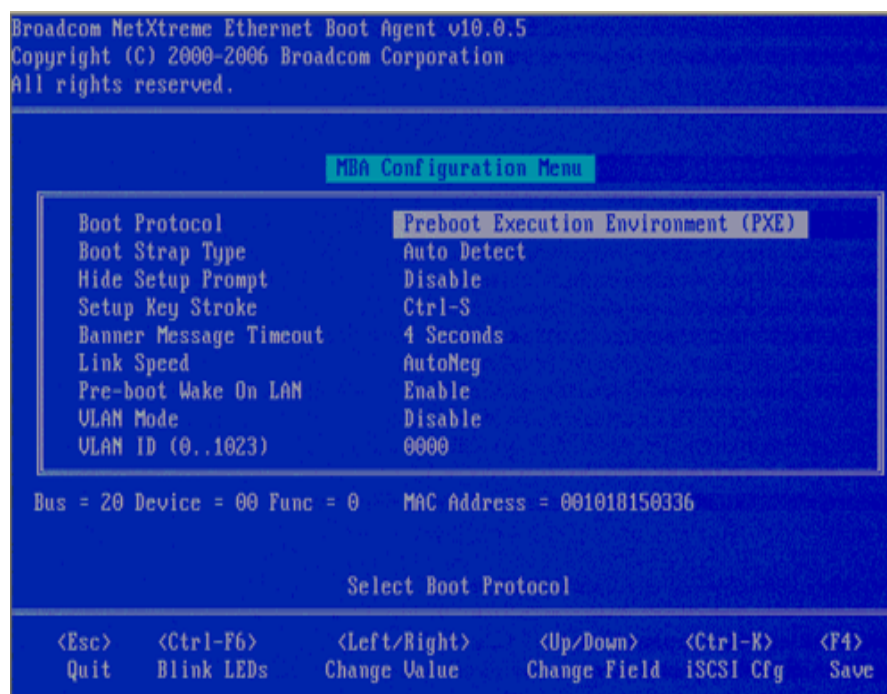 Broadcom NetXtreme Ethernet Boot Agent v10.0.5
Copyright (C) 2000-2006 Broadcom Corporation
All rights reserved.
MBA Configuration Menu
Boot Protocol Preboot Execution Environment (PXE)
Boot Strap Type Auto Detect
Hide Setup Prompt Disable
Setup Key Stroke Ctrl-S
Banner Message Timeout 4 Seconds
Link Speed AutoNeg
Pre-boot Wake On LAN Enable
VLAN Mode Disable
VLAN ID (0..1023) 0000
Bus = 20 Device = 00 Func = 0 MAC Address = 001018150336
Select Boot Protocol
<Esc> <Ctrl-F6> <Left/Right> <Up/Down> <Ctrl-K> <F4>
Quit Blink LEDs Change Value Change Field iSCSI Cfg Save